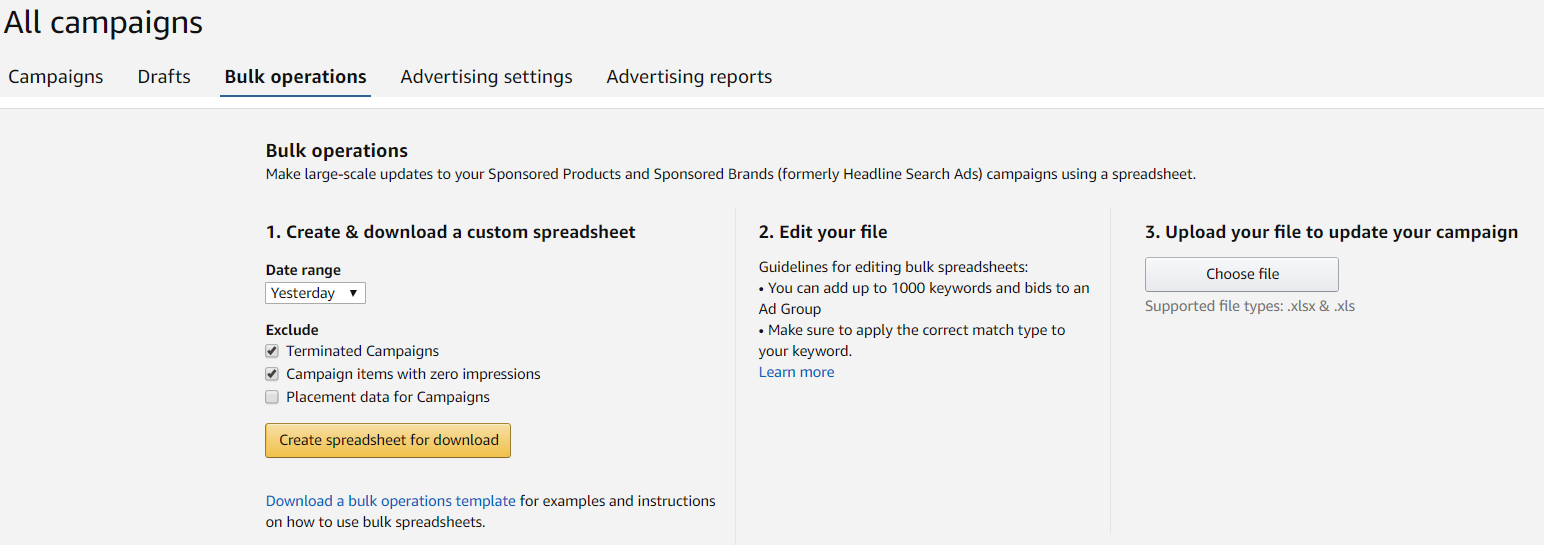 All campaigns
Campaigns Drafts Bulk operations Advertising settings Advertising reports
Bulk operations
Make large-scale updates to your Sponsored Products and Sponsored Brands (formerly Headline Search Ads) campaigns using a spreadsheet.
1. Create & download a custom spreadsheet
Date range
Yesterday ▼
Exclude
Terminated Campaigns
Campaign items with zero impressions
Placement data for Campaigns
Create spreadsheet for download
Download a bulk operations template for examples and instructions
on how to use bulk spreadsheets.
2. Edit your file
Guidelines for editing bulk spreadsheets:
• You can add up to 1000 keywords and bids to an
Ad Group
• Make sure to apply the correct match type to
your keyword.
Learn more
3. Upload your file to update your campaign
Choose file
Supported file types: .xlsx & .xls